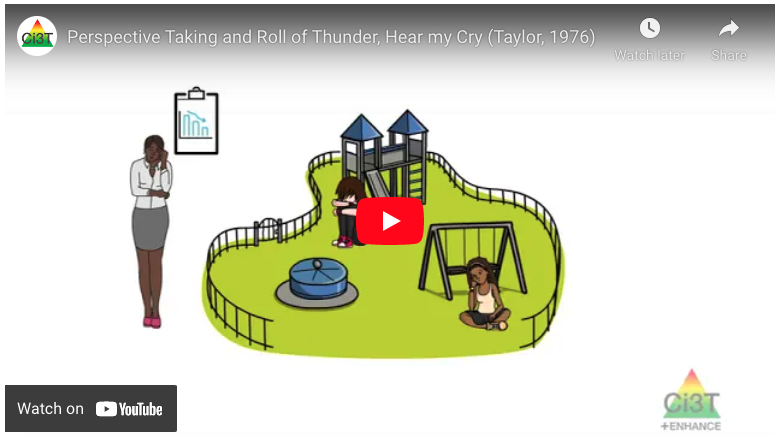 Ci3T
Perspective Taking and Roll of Thunder, Hear my Cry (Taylor, 1976)
Watch later
Share
Watch on YouTube
Ci3T
+ENHANCE